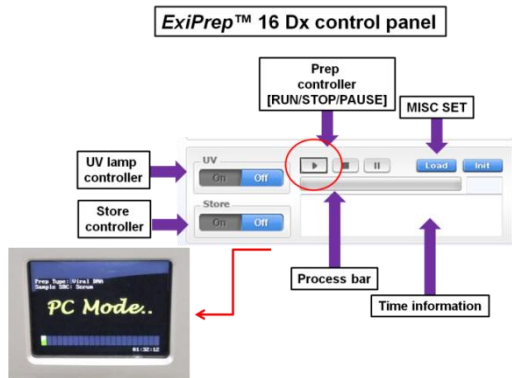 ExiPrep™ 16 Dx control panel
Prep
controller
[RUN/STOP/PAUSE]
MISC SET
UV lamp
controller
UV
On Off
Load Init
Store
controller
Store
On Off
Process bar
Time information
Prep Type: Viral DNA
Sample SRC: Serum
PC Mode..
01:32:12